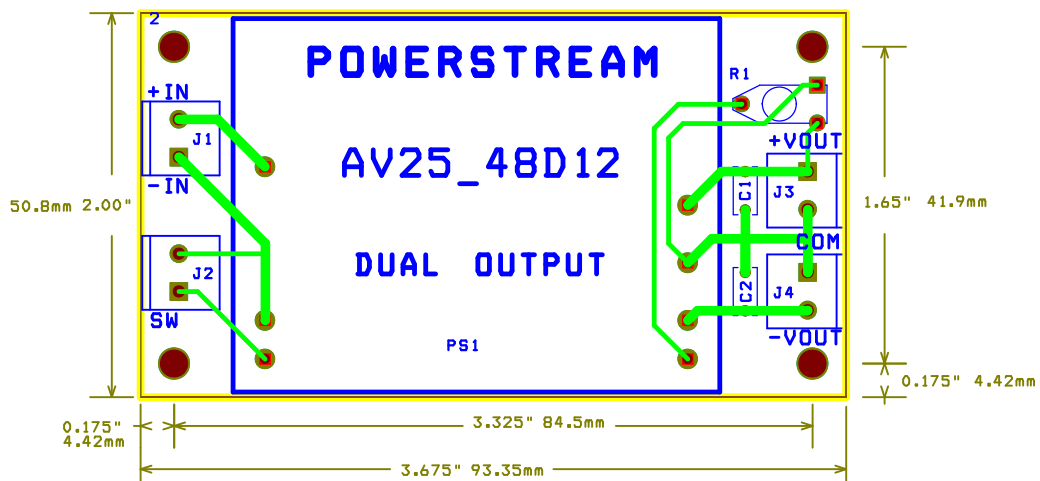 2
POWERSTREAM
R1
+IN
J1
-IN
AV25_48D12
+VOUT
C1
J3
50.8mm 2.00"
1.65" 41.9mm
COM
DUAL OUTPUT
J2
C2
J4
SW
PS1
-VOUT
0.175" 4.42mm
0.175"
4.42mm
3.325" 84.5mm
3.675" 93.35mm